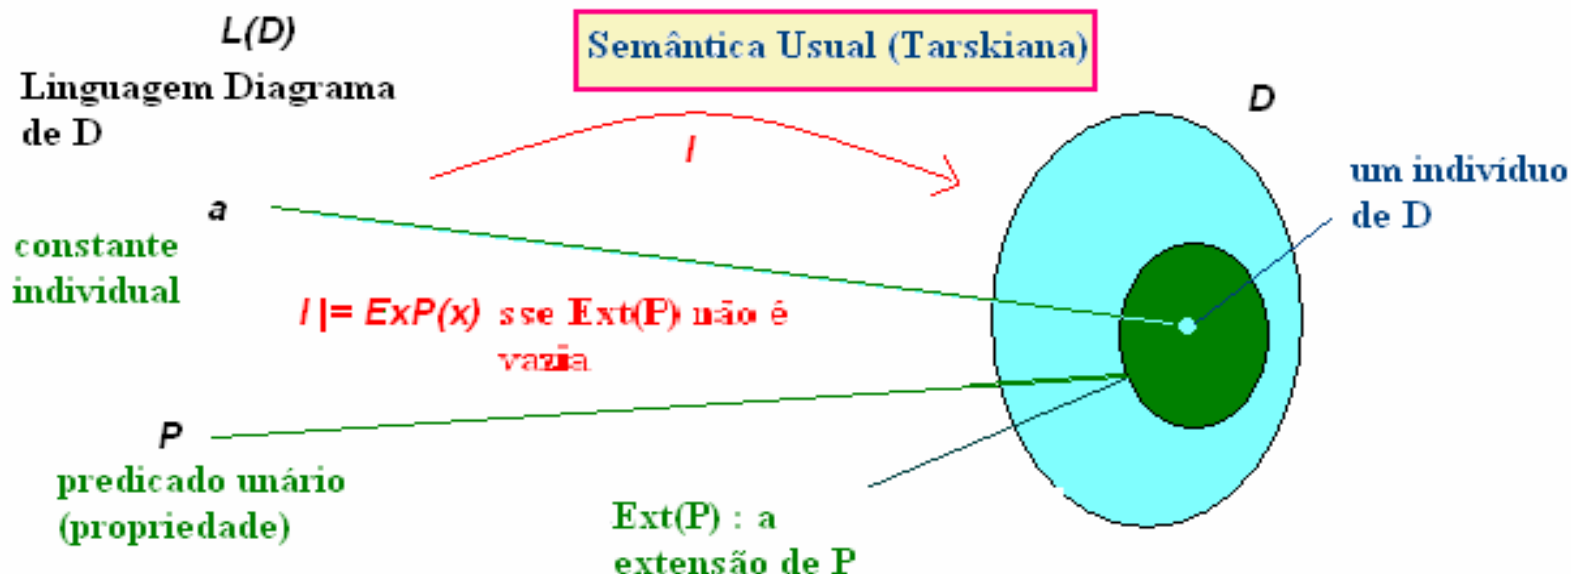 L(D)
Semântica Usual (Tarskiana)
Linguagem Diagrama
de D
D
I
um indivíduo
de D
a
constante
individual
I |= ExP(x) sse Ext(P) não é
vazia
P
predicado unário
(propriedade)
Ext(P) : a
extensão de P